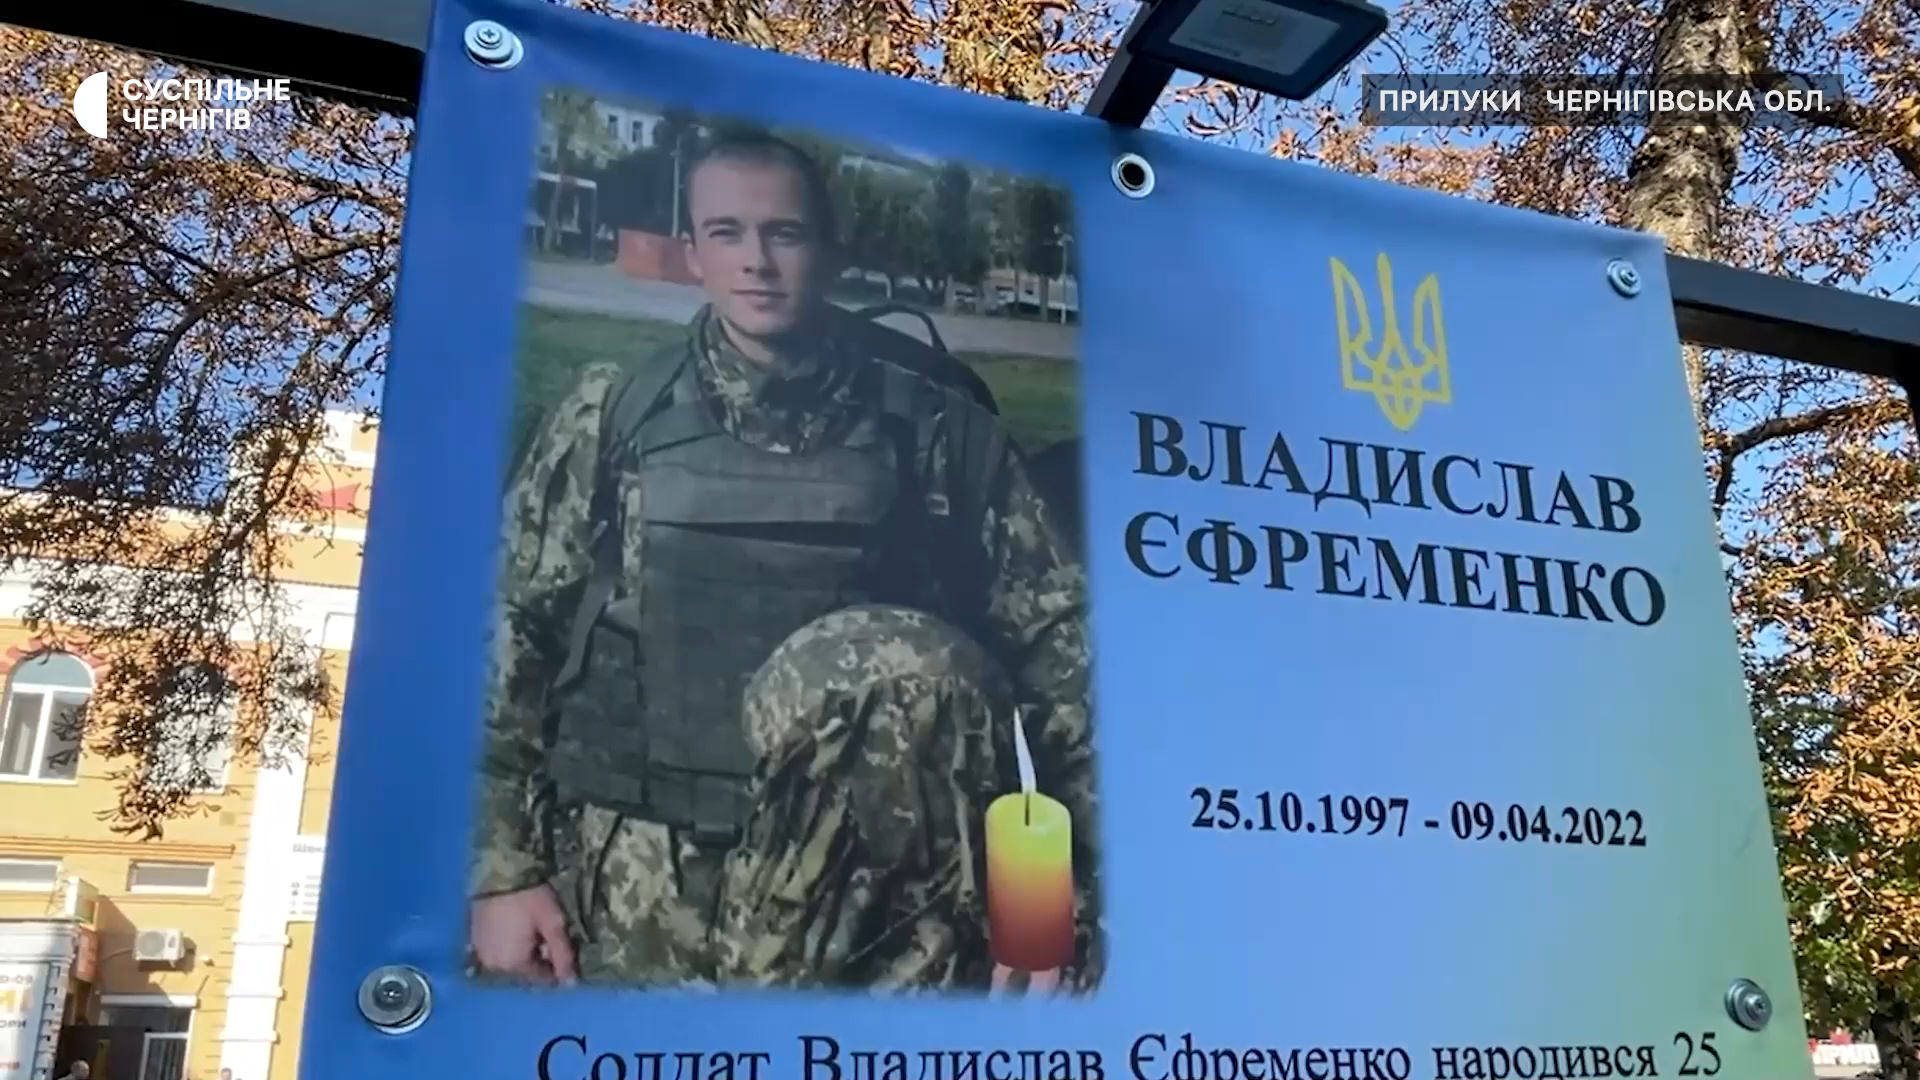 СУСПІЛЬНЕ
ЧЕРНІГІВ
ПРИЛУКИ ЧЕРНІГІВСЬКА ОБЛ.
ВЛАДИСЛАВ
ЄФРЕМЕНКО
25.10.1997 - 09.04.2022
Солдат Владислав Єфременко народився 25